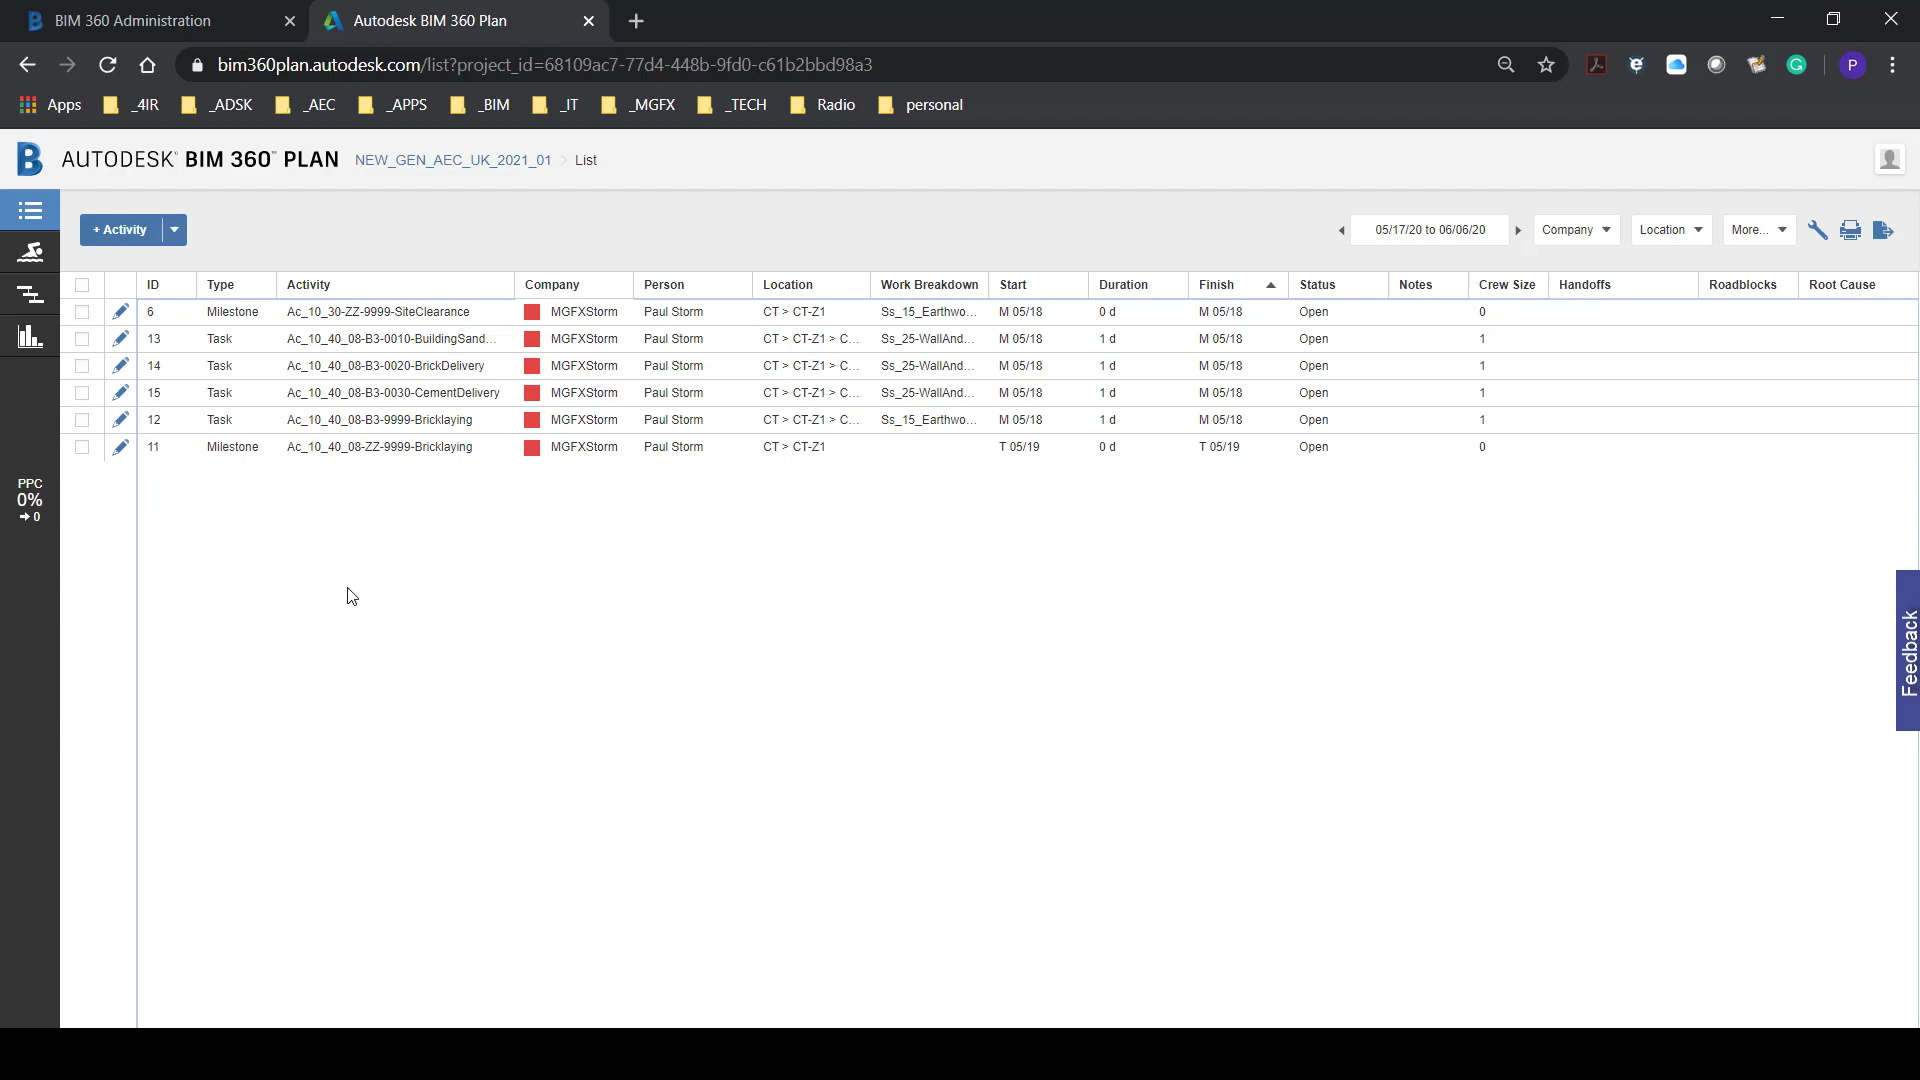 BIM 360 Administration
Autodesk BIM 360 Plan
bim360plan.autodesk.com/list?project_id=68109ac7-77d4-448b-9fd0-c61b2bbd98a3
P
Apps _4IR _ADSK _AEC _APPS _BIM _IT _MGFX _TECH Radio personal
AUTODESK® BIM 360™ PLAN NEW_GEN_AEC_UK_2021_01 > List
+ Activity 05/17/20 to 06/06/20 Company Location More...
ID Type Activity Company Person Location Work Breakdown Start Duration Finish Status Notes Crew Size Handoffs Roadblocks Root Cause
6 Milestone Ac_10_30-ZZ-9999-SiteClearance MGFXStorm Paul Storm CT > CT-Z1 Ss_15_Earthwo... M 05/18 0 d M 05/18 Open 0
13 Task Ac_10_40_08-B3-0010-BuildingSand... MGFXStorm Paul Storm CT > CT-Z1 > C... Ss_25-WallAnd... M 05/18 1 d M 05/18 Open 1
14 Task Ac_10_40_08-B3-0020-BrickDelivery MGFXStorm Paul Storm CT > CT-Z1 > C... Ss_25-WallAnd... M 05/18 1 d M 05/18 Open 1
15 Task Ac_10_40_08-B3-0030-CementDelivery MGFXStorm Paul Storm CT > CT-Z1 > C... Ss_25-WallAnd... M 05/18 1 d M 05/18 Open 1
12 Task Ac_10_40_08-B3-9999-Bricklaying MGFXStorm Paul Storm CT > CT-Z1 > C... Ss_15_Earthwo... M 05/18 1 d M 05/18 Open 1
11 Milestone Ac_10_40_08-ZZ-9999-Bricklaying MGFXStorm Paul Storm CT > CT-Z1 T 05/19 0 d T 05/19 Open 0
PPC
0%
➔ 0
Feedback